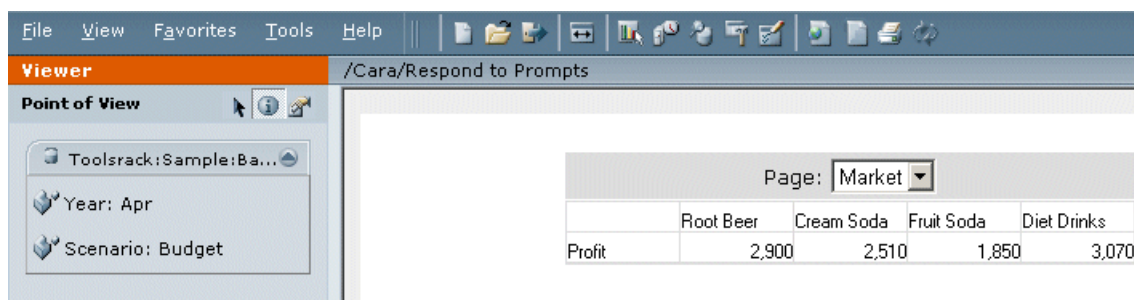 File View Favorites Tools Help
Viewer
/Cara/Respond to Prompts
Point of View
Toolsrack:Sample:Ba...
Year: Apr
Scenario: Budget
Page: Market
Root Beer Cream Soda Fruit Soda Diet Drinks
Profit 2,900 2,510 1,850 3,070